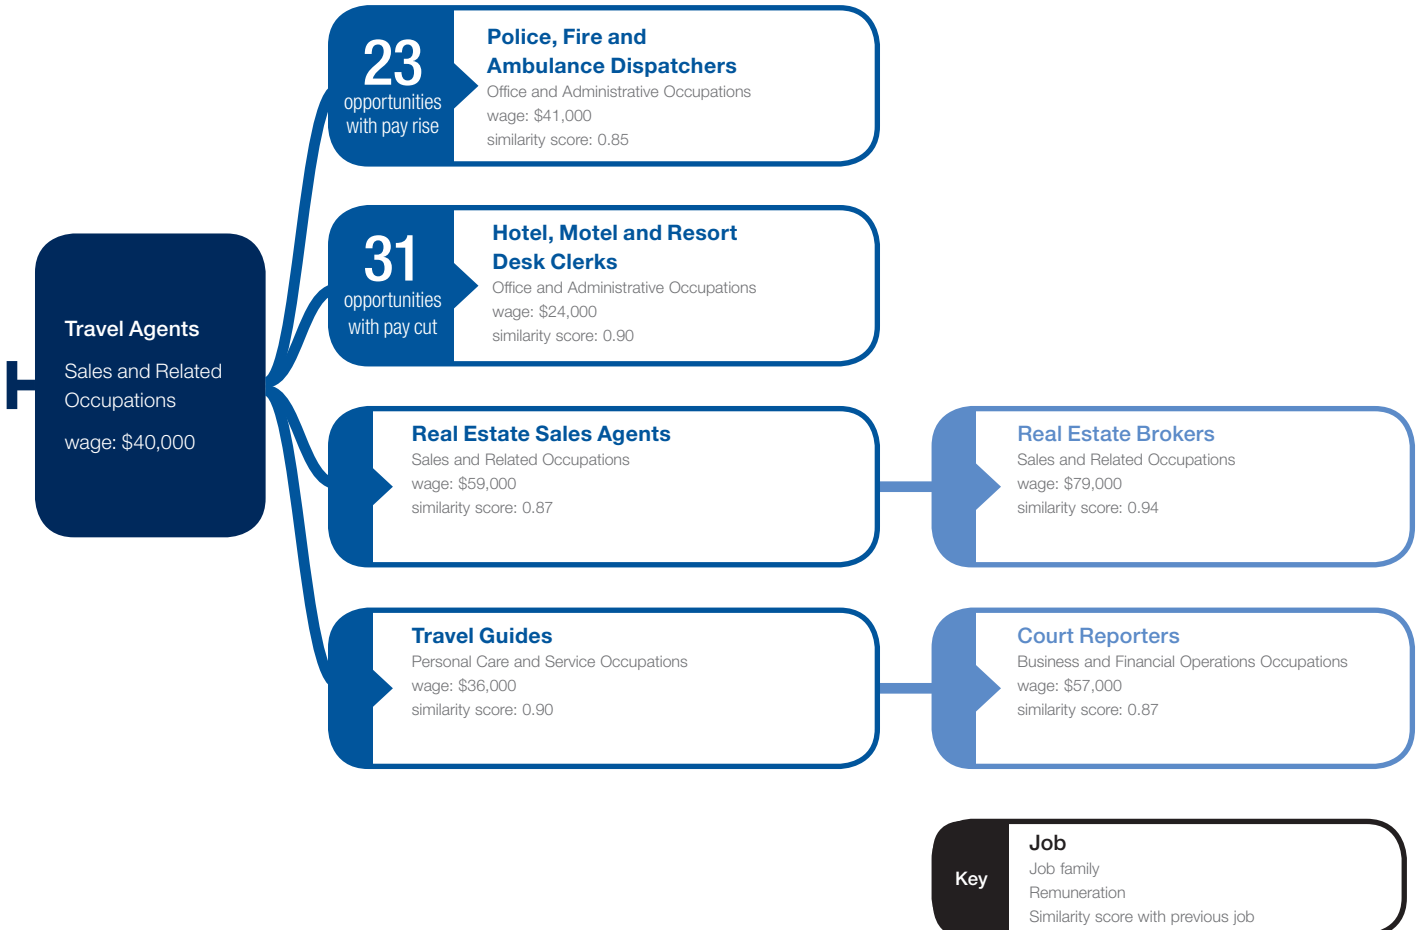 23
opportunities
with pay rise
Police, Fire and
Ambulance Dispatchers
Office and Administrative Occupations
wage: $41,000
similarity score: 0.85
31
opportunities
with pay cut
Hotel, Motel and Resort
Desk Clerks
Office and Administrative Occupations
wage: $24,000
similarity score: 0.90
Travel Agents
Sales and Related
Occupations
wage: $40,000
Real Estate Sales Agents
Sales and Related Occupations
wage: $59,000
similarity score: 0.87
Real Estate Brokers
Sales and Related Occupations
wage: $79,000
similarity score: 0.94
Travel Guides
Personal Care and Service Occupations
wage: $36,000
similarity score: 0.90
Court Reporters
Business and Financial Operations Occupations
wage: $57,000
similarity score: 0.87
Key
Job
Job family
Remuneration
Similarity score with previous job